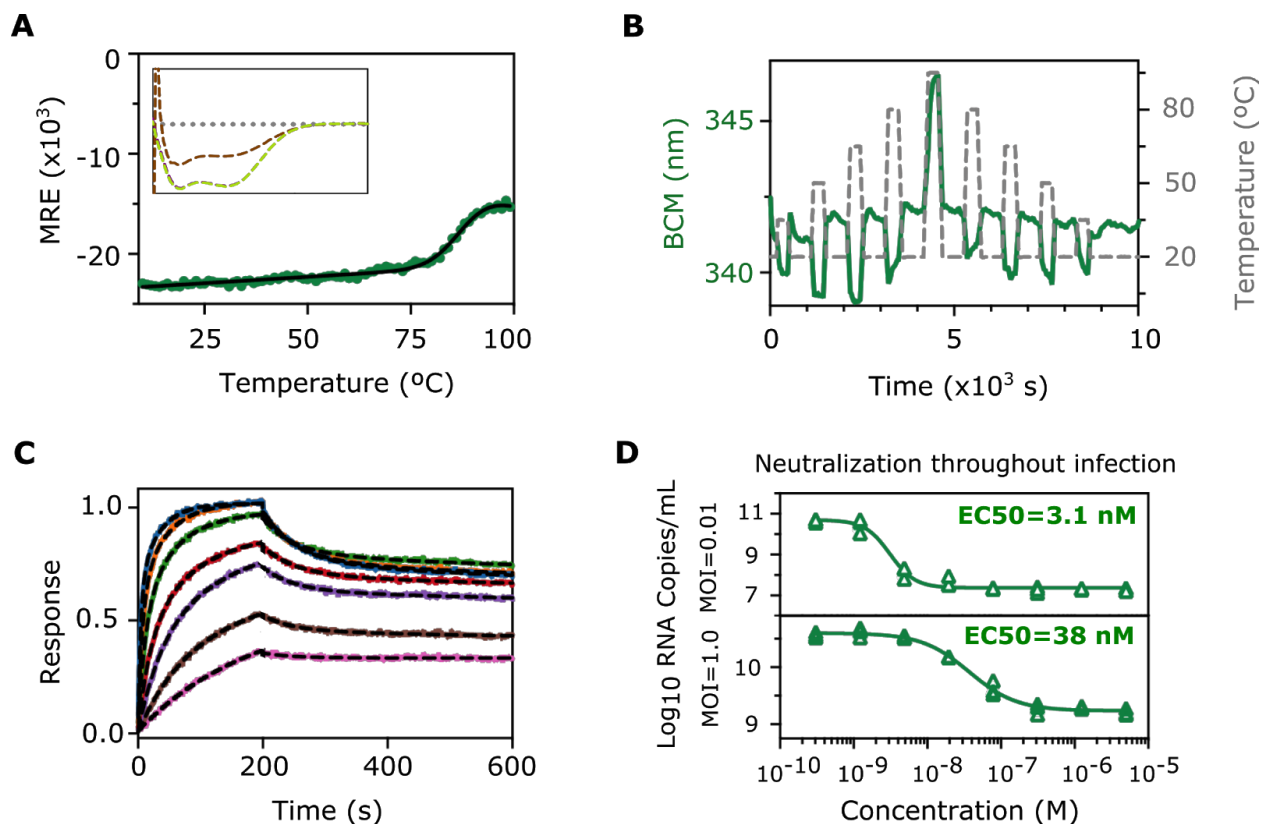 A
MRE (x10³)
0
-10
-20
25
50
75
100
Temperature (ºC)
B
BCM (nm)
345
340
80
50
20
Temperature (ºC)
0
5
10
Time (x10³ s)
C
Response
1.0
0.5
0.0
0
200
400
600
Time (s)
D
Neutralization throughout infection
Log10 RNA Copies/mL
MOI=0.01
11
9
7
EC50=3.1 nM
MOI=1.0
10
9
EC50=38 nM
10⁻¹⁰
10⁻⁹
10⁻⁸
10⁻⁷
10⁻⁶
10⁻⁵
Concentration (M)